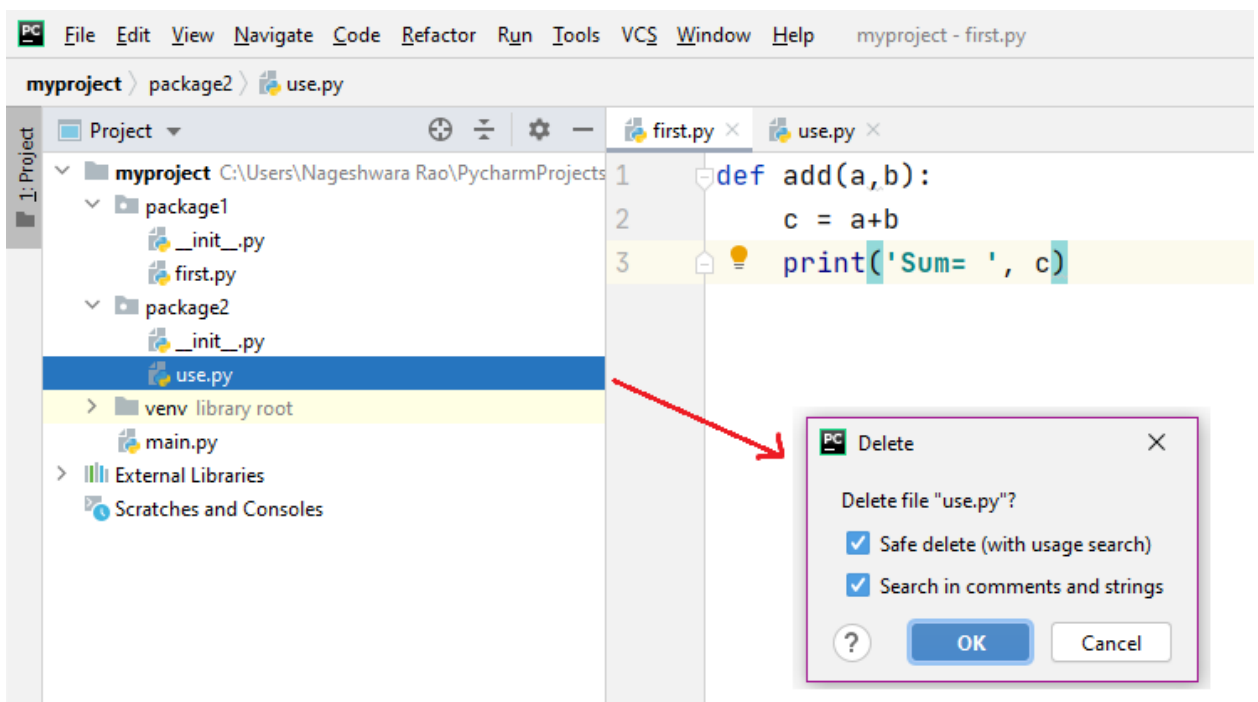 PC File Edit View Navigate Code Refactor Run Tools VCS Window Help myproject - first.py
myproject package2 use.py
1: Project
Project
first.py
use.py
myproject C:\Users\Nageshwara Rao\PycharmProjects
package1
__init__.py
first.py
package2
__init__.py
use.py
venv library root
main.py
External Libraries
Scratches and Consoles
1 def add(a,b):
2 c = a+b
3 print('Sum= ', c)
PC Delete
Delete file "use.py"?
Safe delete (with usage search)
Search in comments and strings
? OK Cancel